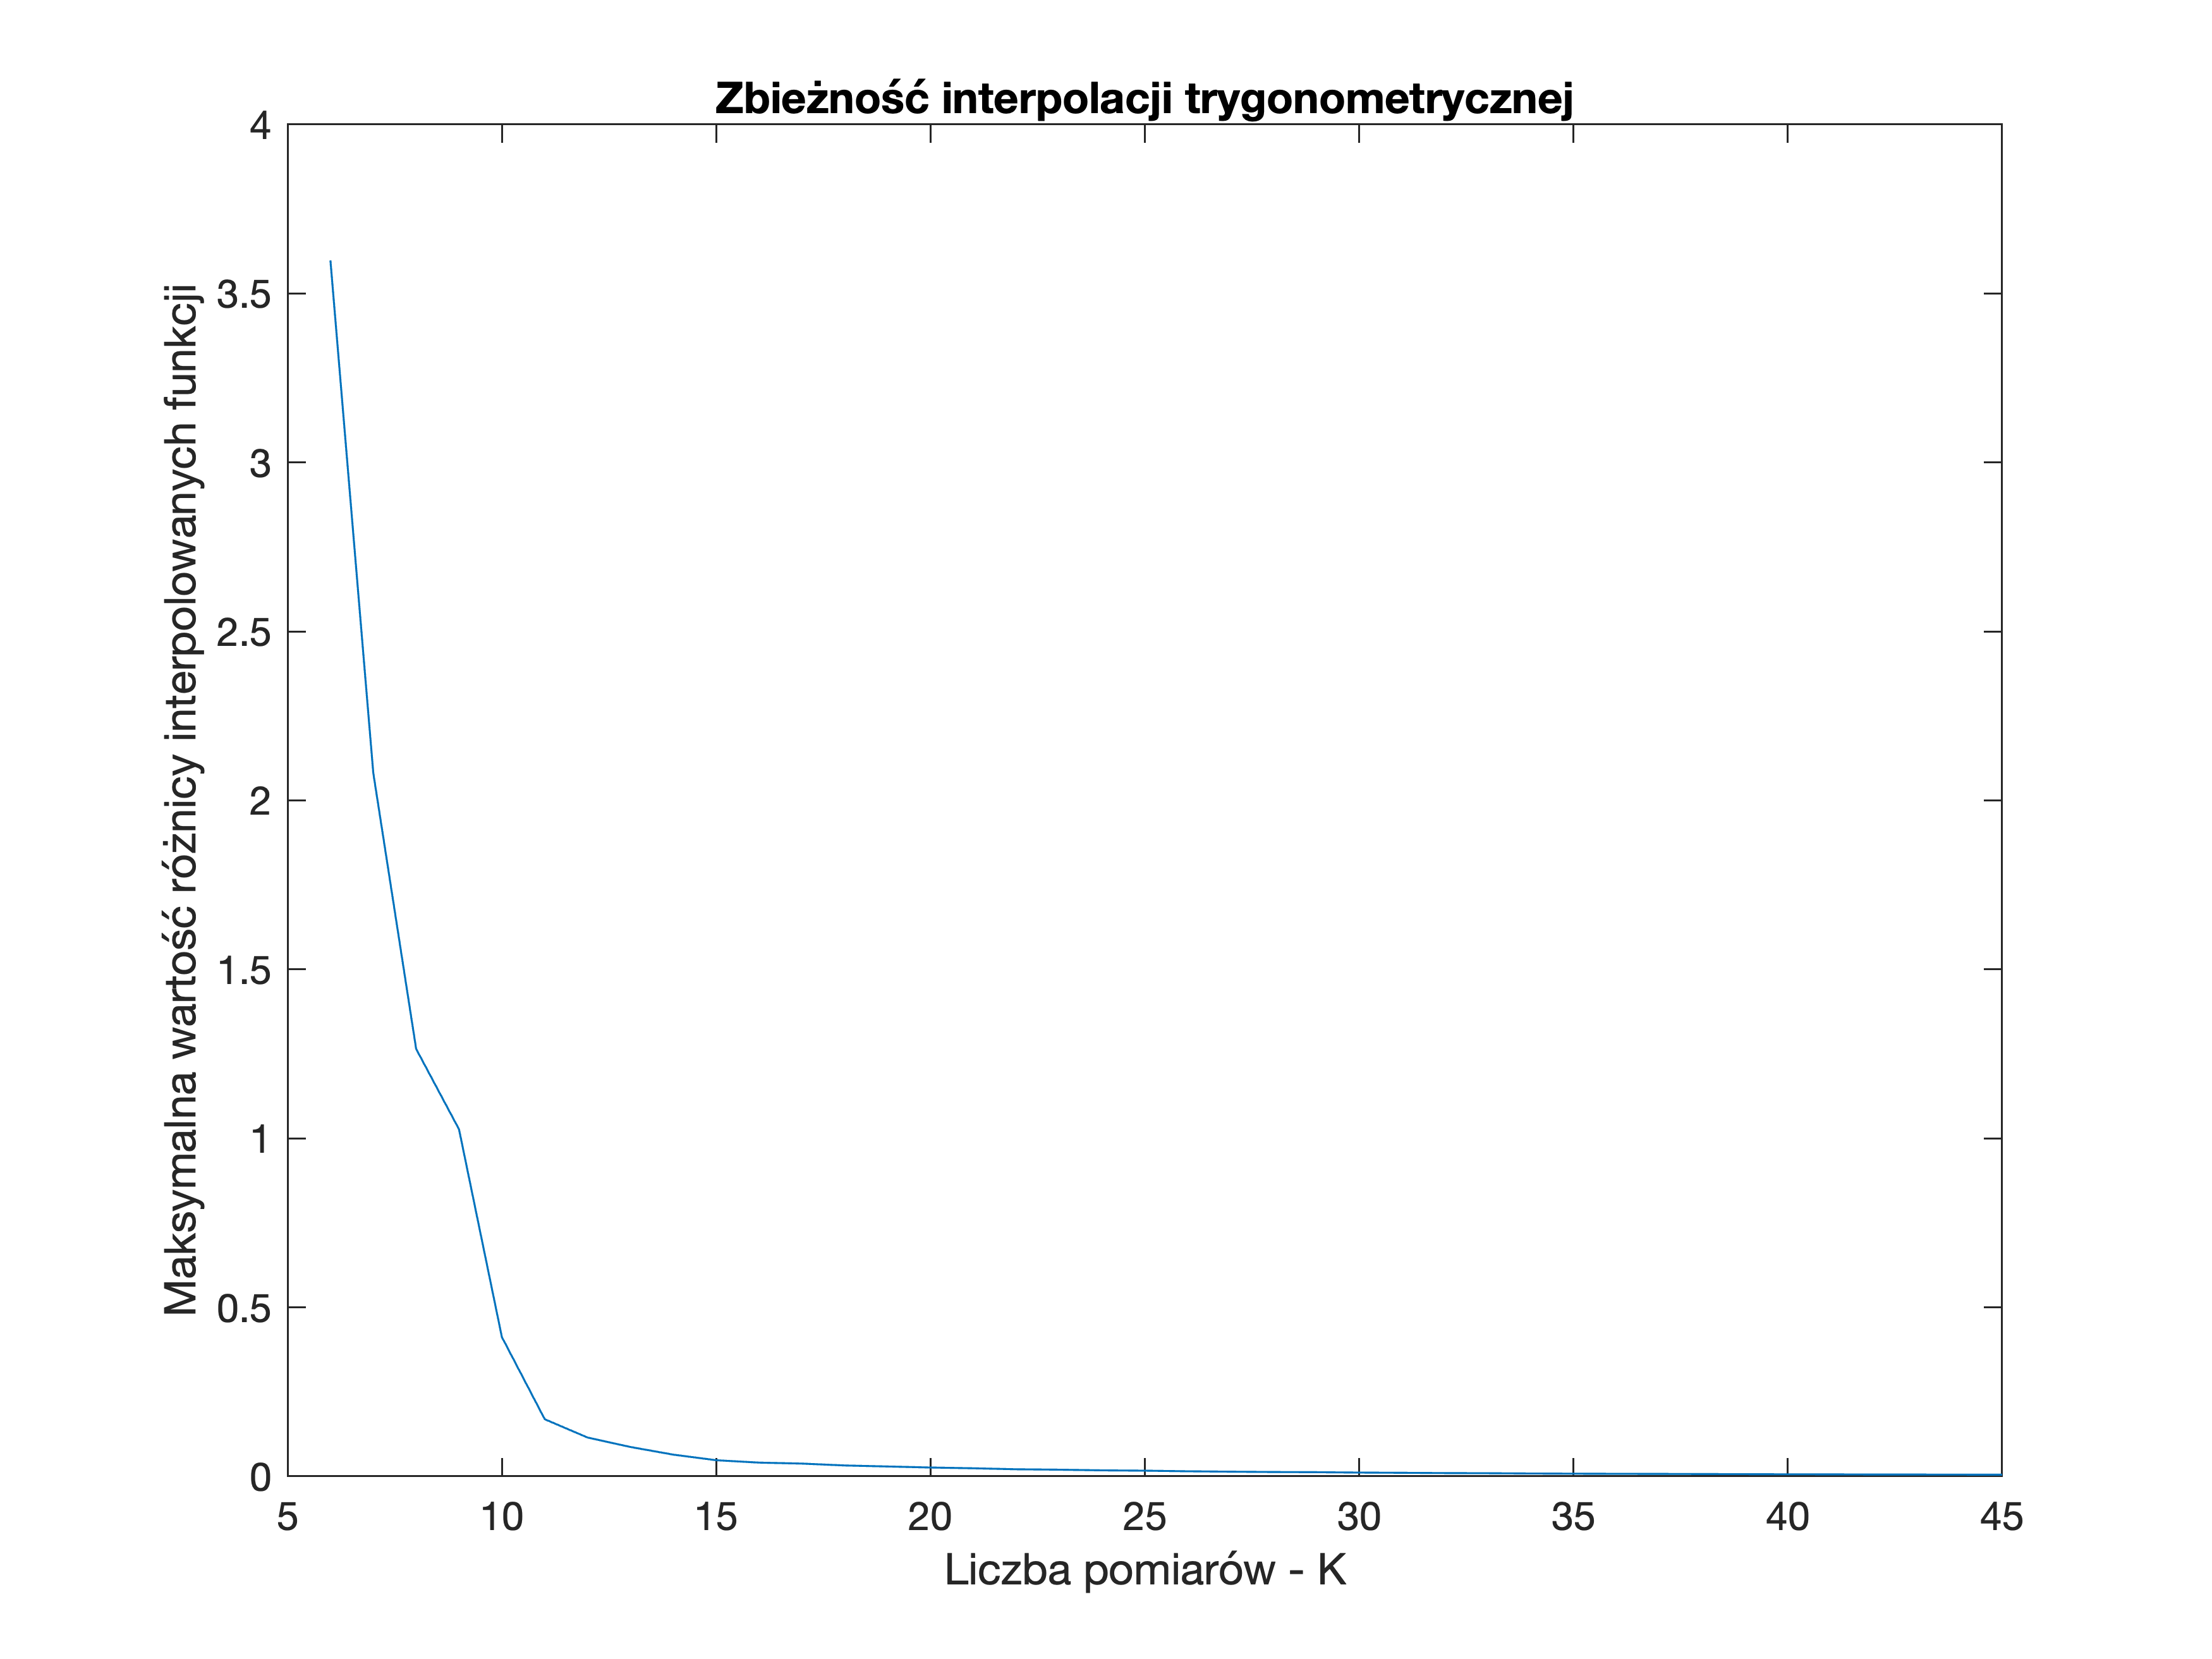 Zbieżność interpolacji trygonometrycznej
Maksymalna wartość różnicy interpolowanych funkcji
4
3.5
3
2.5
2
1.5
1
0.5
0
5 10 15 20 25 30 35 40 45
Liczba pomiarów - K